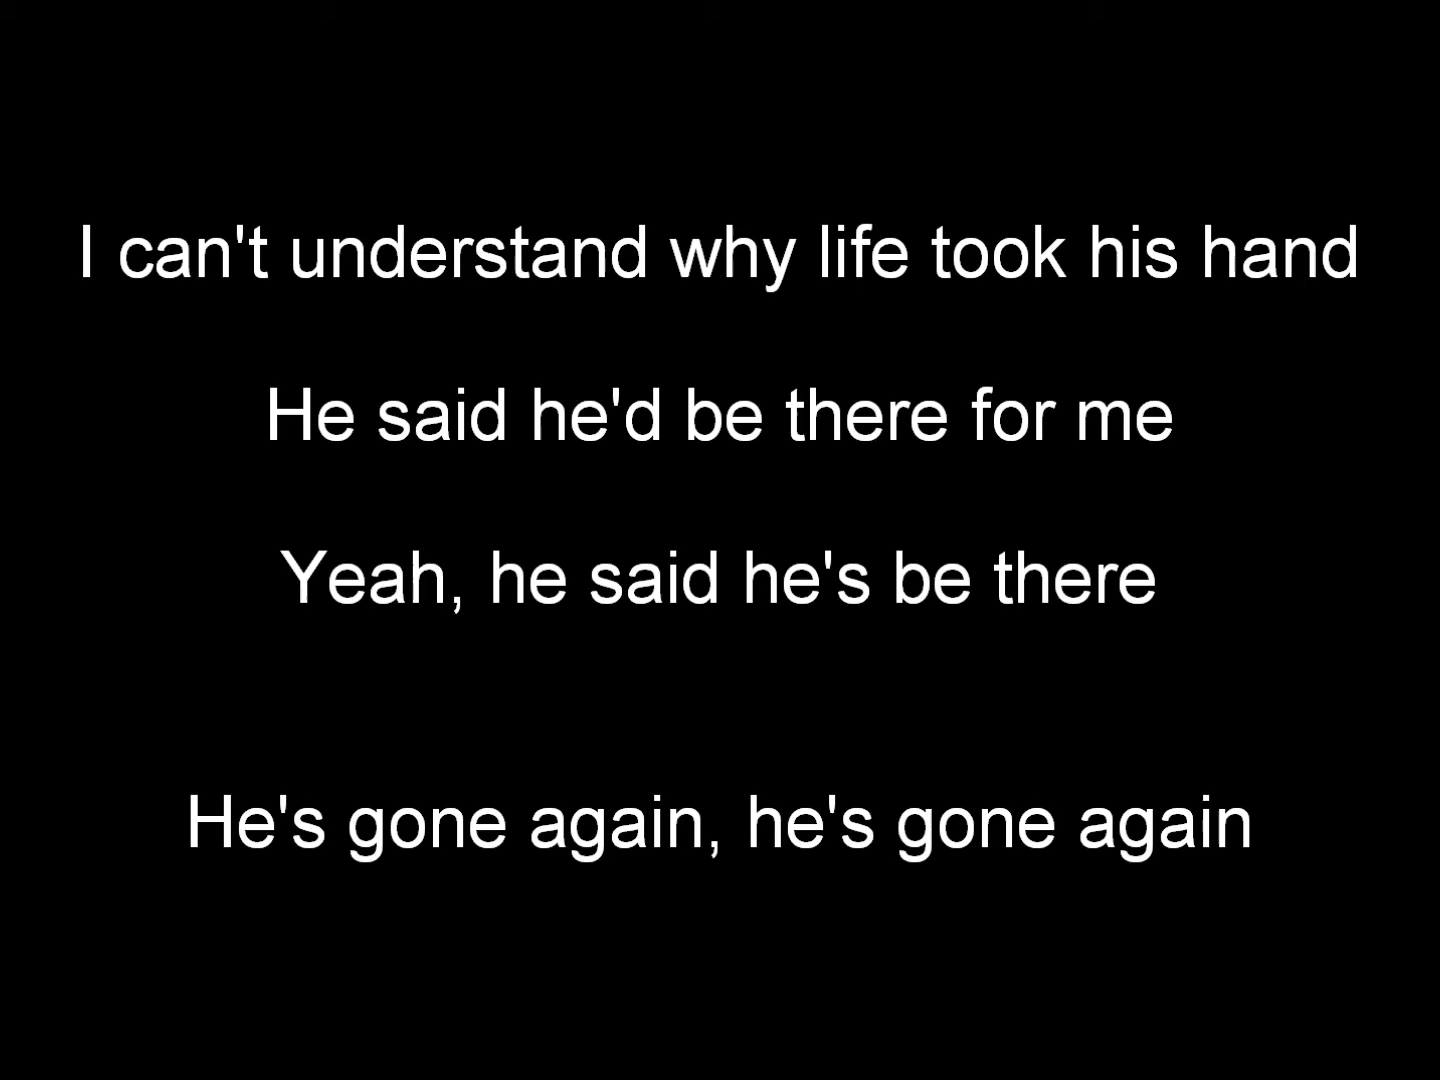 I can't understand why life took his hand
He said he'd be there for me
Yeah, he said he's be there
He's gone again, he's gone again